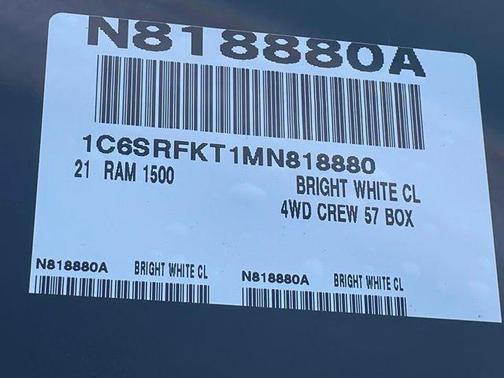 N818880A
1C6SRFKT1MN818880
21 RAM 1500 BRIGHT WHITE CL
4WD CREW 57 BOX
N818880A BRIGHT WHITE CL N818880A BRIGHT WHITE CL